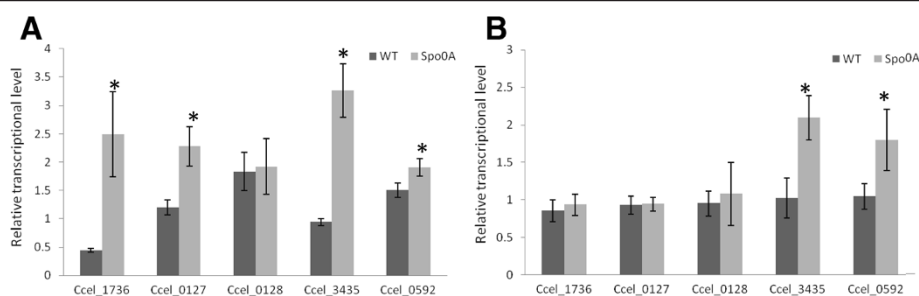 A
Relative transcriptional level
4
3.5
3
2.5
2
1.5
1
0.5
0
WT Spo0A
* * * *
Ccel_1736 Ccel_0127 Ccel_0128 Ccel_3435 Ccel_0592
B
Relative transcriptional level
3
2.5
2
1.5
1
0.5
0
WT Spo0A
* *
Ccel_1736 Ccel_0127 Ccel_0128 Ccel_3435 Ccel_0592